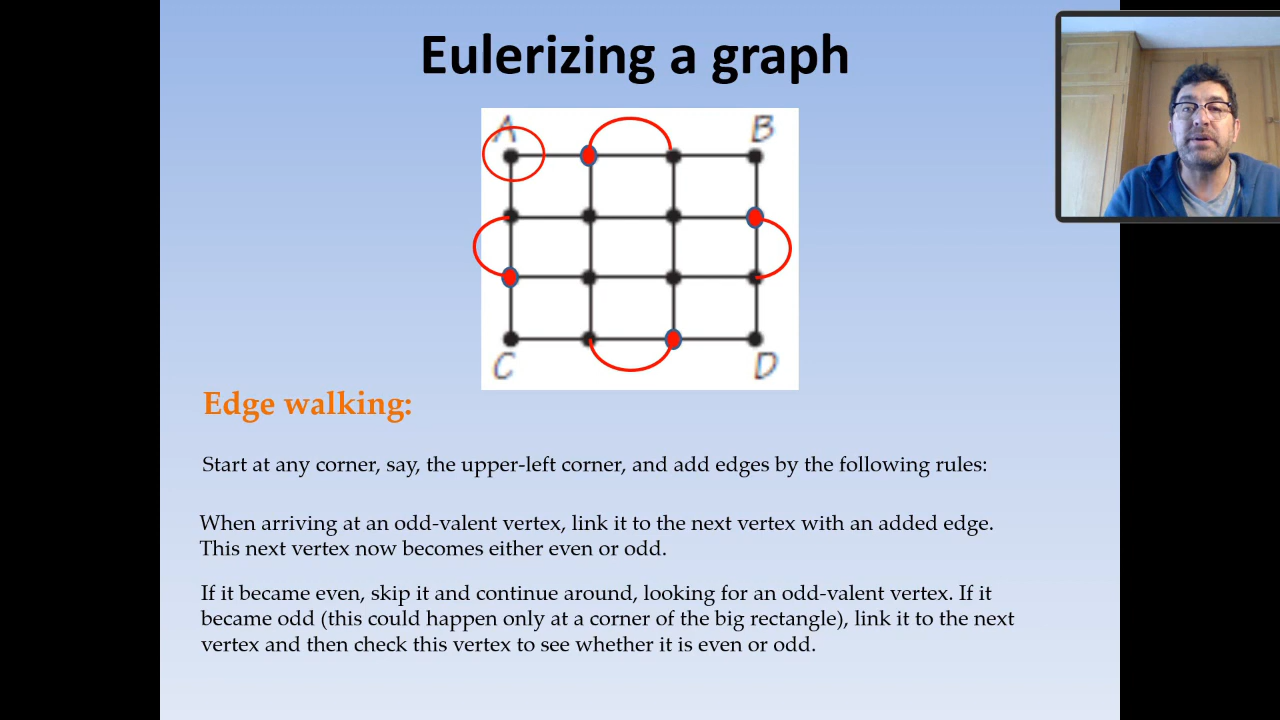 Eulerizing a graph
A B
C D
Edge walking:
Start at any corner, say, the upper-left corner, and add edges by the following rules:
When arriving at an odd-valent vertex, link it to the next vertex with an added edge.
This next vertex now becomes either even or odd.
If it became even, skip it and continue around, looking for an odd-valent vertex. If it
became odd (this could happen only at a corner of the big rectangle), link it to the next
vertex and then check this vertex to see whether it is even or odd.